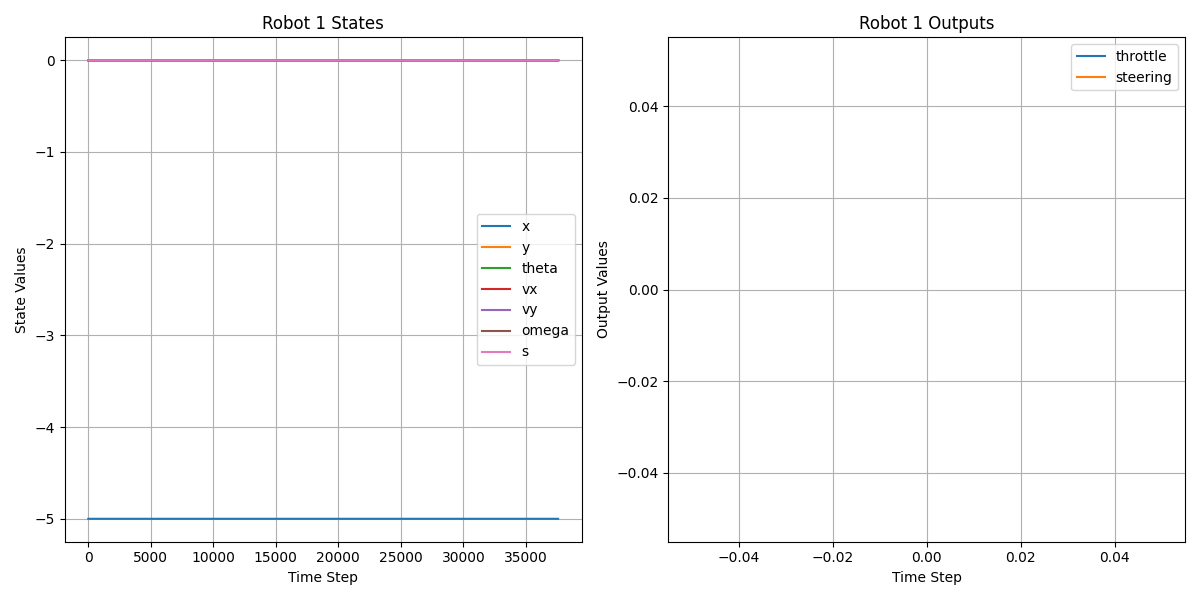 Robot 1 States
0
−1
−2
−3
−4
−5
State Values
x
y
theta
vx
vy
omega
s
0 5000 10000 15000 20000 25000 30000 35000
Time Step
Robot 1 Outputs
0.04
0.02
0.00
−0.02
−0.04
Output Values
throttle
steering
−0.04 −0.02 0.00 0.02 0.04
Time Step